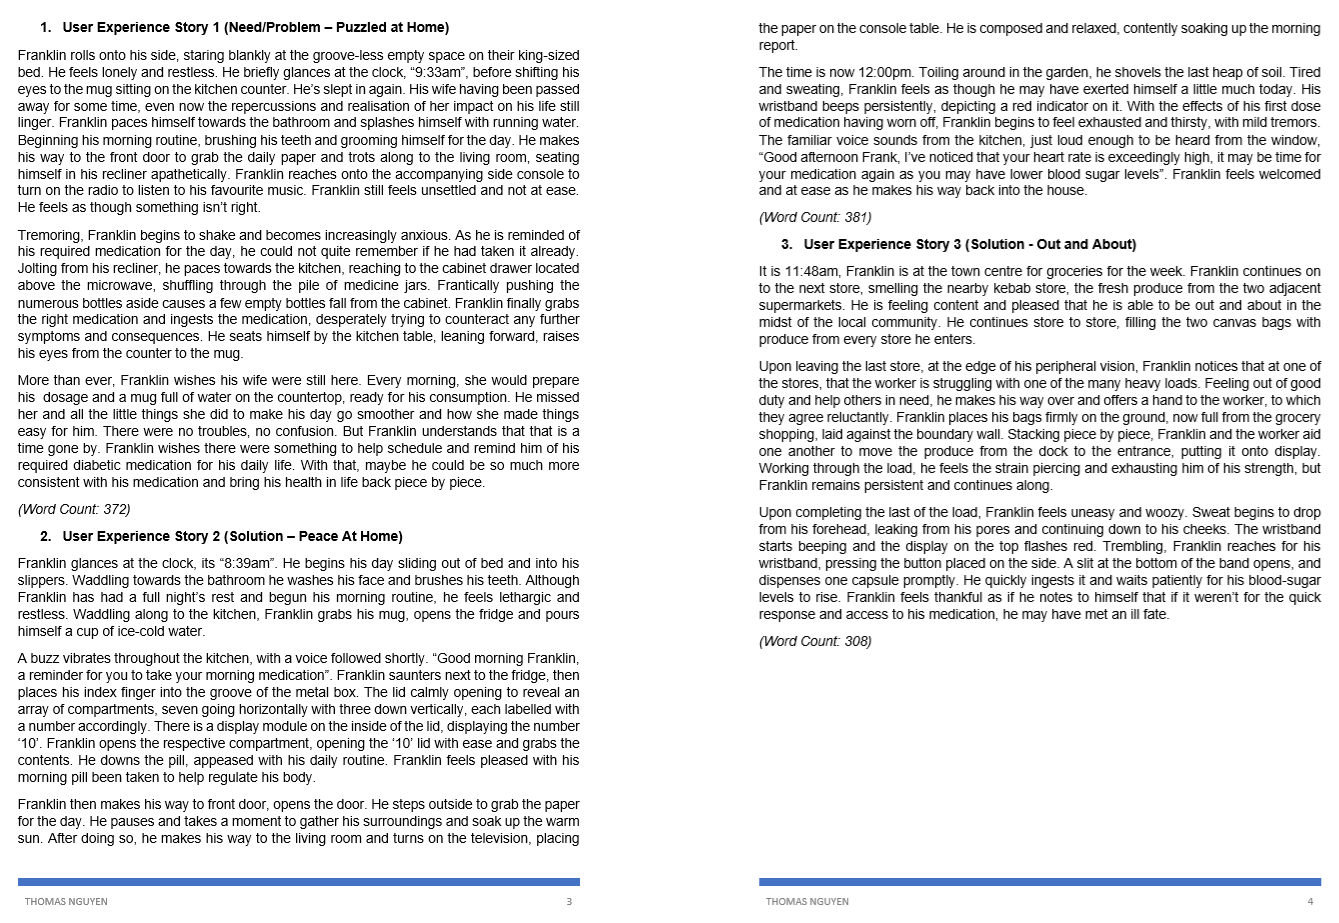 1. User Experience Story 1 (Need/Problem – Puzzled at Home)
Franklin rolls onto his side, staring blankly at the groove-less empty space on their king-sized
bed. He feels lonely and restless. He briefly glances at the clock, “9:33am”, before shifting his
eyes to the mug sitting on the kitchen counter. He’s slept in again. His wife having been passed
away for some time, even now the repercussions and realisation of her impact on his life still
linger. Franklin paces himself towards the bathroom and splashes himself with running water.
Beginning his morning routine, brushing his teeth and grooming himself for the day. He makes
his way to the front door to grab the daily paper and trots along to the living room, seating
himself in his recliner apathetically. Franklin reaches onto the accompanying side console to
turn on the radio to listen to his favourite music. Franklin still feels unsettled and not at ease.
He feels as though something isn’t right.
Tremoring, Franklin begins to shake and becomes increasingly anxious. As he is reminded of
his required medication for the day, he could not quite remember if he had taken it already.
Jolting from his recliner, he paces towards the kitchen, reaching to the cabinet drawer located
above the microwave, shuffling through the pile of medicine jars. Frantically pushing the
numerous bottles aside causes a few empty bottles fall from the cabinet. Franklin finally grabs
the right medication and ingests the medication, desperately trying to counteract any further
symptoms and consequences. He seats himself by the kitchen table, leaning forward, raises
his eyes from the counter to the mug.
More than ever, Franklin wishes his wife were still here. Every morning, she would prepare
his dosage and a mug full of water on the countertop, ready for his consumption. He missed
her and all the little things she did to make his day go smoother and how she made things
easy for him. There were no troubles, no confusion. But Franklin understands that that is a
time gone by. Franklin wishes there were something to help schedule and remind him of his
required diabetic medication for his daily life. With that, maybe he could be so much more
consistent with his medication and bring his health in life back piece by piece.
(Word Count: 372)
2. User Experience Story 2 (Solution – Peace At Home)
Franklin glances at the clock, its “8:39am”. He begins his day sliding out of bed and into his
slippers. Waddling towards the bathroom he washes his face and brushes his teeth. Although
Franklin has had a full night’s rest and begun his morning routine, he feels lethargic and
restless. Waddling along to the kitchen, Franklin grabs his mug, opens the fridge and pours
himself a cup of ice-cold water.
A buzz vibrates throughout the kitchen, with a voice followed shortly. “Good morning Franklin,
a reminder for you to take your morning medication”. Franklin saunters next to the fridge, then
places his index finger into the groove of the metal box. The lid calmly opening to reveal an
array of compartments, seven going horizontally with three down vertically, each labelled with
a number accordingly. There is a display module on the inside of the lid, displaying the number
‘10’. Franklin opens the respective compartment, opening the ‘10’ lid with ease and grabs the
contents. He downs the pill, appeased with his daily routine. Franklin feels pleased with his
morning pill been taken to help regulate his body.
Franklin then makes his way to front door, opens the door. He steps outside to grab the paper
for the day. He pauses and takes a moment to gather his surroundings and soak up the warm
sun. After doing so, he makes his way to the living room and turns on the television, placing
THOMAS NGUYEN 3
the paper on the console table. He is composed and relaxed, contently soaking up the morning
report.
The time is now 12:00pm. Toiling around in the garden, he shovels the last heap of soil. Tired
and sweating, Franklin feels as though he may have exerted himself a little much today. His
wristband beeps persistently, depicting a red indicator on it. With the effects of his first dose
of medication having worn off, Franklin begins to feel exhausted and thirsty, with mild tremors.
The familiar voice sounds from the kitchen, just loud enough to be heard from the window,
“Good afternoon Frank, I’ve noticed that your heart rate is exceedingly high, it may be time for
your medication again as you may have lower blood sugar levels”. Franklin feels welcomed
and at ease as he makes his way back into the house.
(Word Count: 381)
3. User Experience Story 3 (Solution - Out and About)
It is 11:48am, Franklin is at the town centre for groceries for the week. Franklin continues on
to the next store, smelling the nearby kebab store, the fresh produce from the two adjacent
supermarkets. He is feeling content and pleased that he is able to be out and about in the
midst of the local community. He continues store to store, filling the two canvas bags with
produce from every store he enters.
Upon leaving the last store, at the edge of his peripheral vision, Franklin notices that at one of
the stores, that the worker is struggling with one of the many heavy loads. Feeling out of good
duty and help others in need, he makes his way over and offers a hand to the worker, to which
they agree reluctantly. Franklin places his bags firmly on the ground, now full from the grocery
shopping, laid against the boundary wall. Stacking piece by piece, Franklin and the worker aid
one another to move the produce from the dock to the entrance, putting it onto display.
Working through the load, he feels the strain piercing and exhausting him of his strength, but
Franklin remains persistent and continues along.
Upon completing the last of the load, Franklin feels uneasy and woozy. Sweat begins to drop
from his forehead, leaking from his pores and continuing down to his cheeks. The wristband
starts beeping and the display on the top flashes red. Trembling, Franklin reaches for his
wristband, pressing the button placed on the side. A slit at the bottom of the band opens, and
dispenses one capsule promptly. He quickly ingests it and waits patiently for his blood-sugar
levels to rise. Franklin feels thankful as if he notes to himself that if it weren’t for the quick
response and access to his medication, he may have met an ill fate.
(Word Count: 308)
THOMAS NGUYEN 4